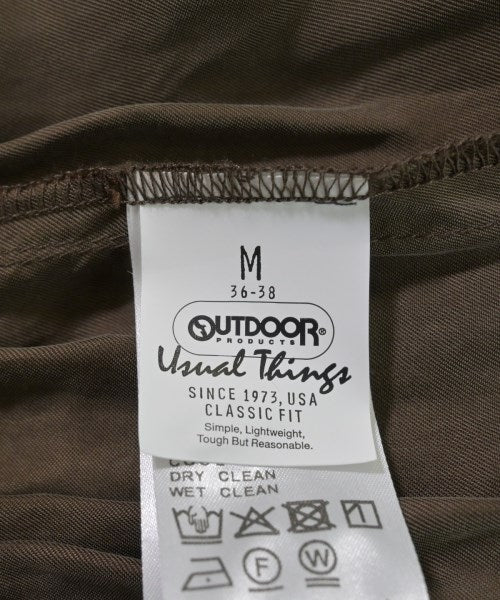 M
36-38
OUTDOOR®
PRODUCTS
Usual Things
SINCE 1973, USA
CLASSIC FIT
Simple, Lightweight,
Tough But Reasonable.
DRY CLEAN
WET CLEAN
F
W